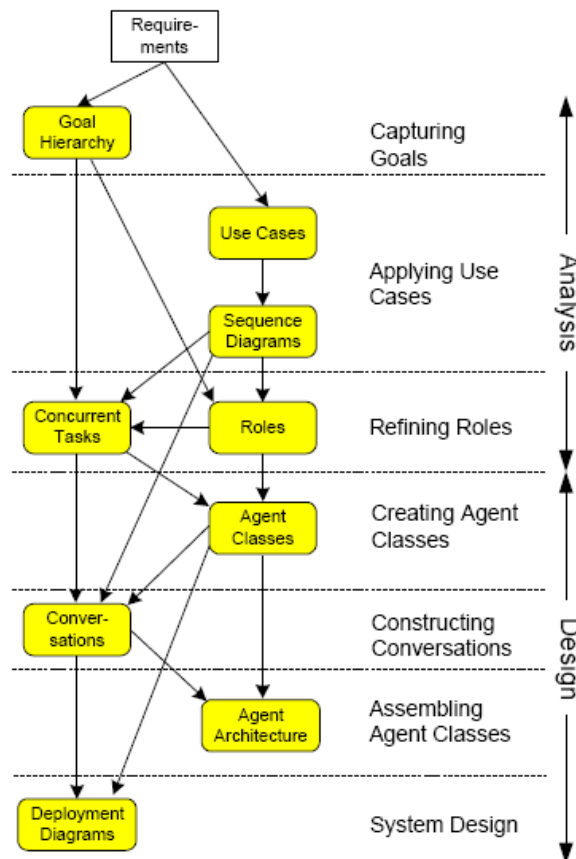 Require-
ments
Goal
Hierarchy
Capturing
Goals
Use Cases
Applying Use
Cases
Sequence
Diagrams
Analysis
Concurrent
Tasks
Roles
Refining Roles
Agent
Classes
Creating Agent
Classes
Conver-
sations
Constructing
Conversations
Design
Agent
Architecture
Assembling
Agent Classes
Deployment
Diagrams
System Design